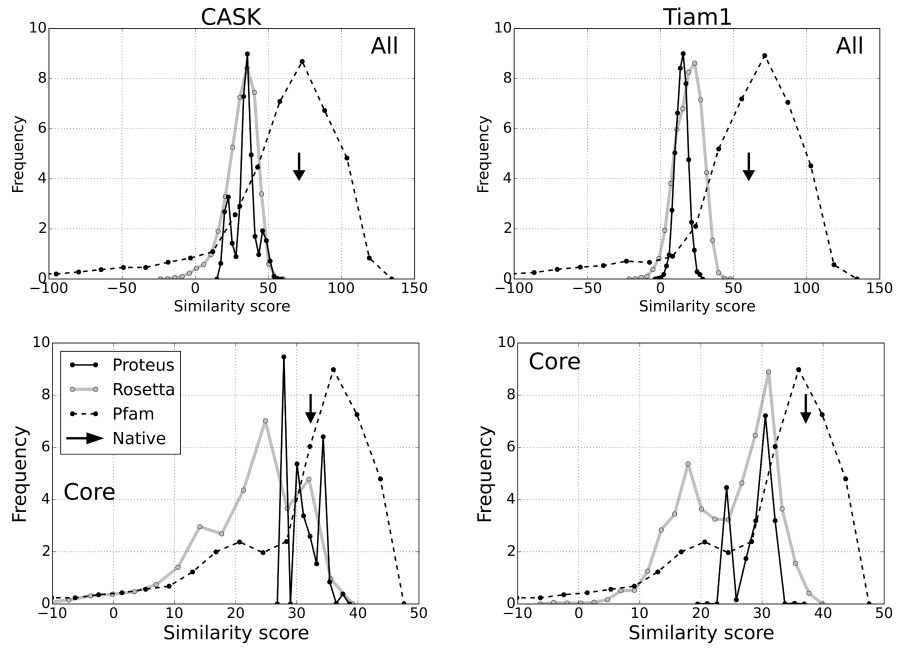 CASK
All
Frequency
10
8
6
4
2
0
−100 −50 0 50 100 150
Similarity score
Tiam1
All
Frequency
10
8
6
4
2
0
−100 −50 0 50 100 150
Similarity score
Proteus
Rosetta
Pfam
Native
Core
Frequency
10
8
6
4
2
0
−10 0 10 20 30 40 50
Similarity score
Core
Frequency
10
8
6
4
2
0
−10 0 10 20 30 40 50
Similarity score